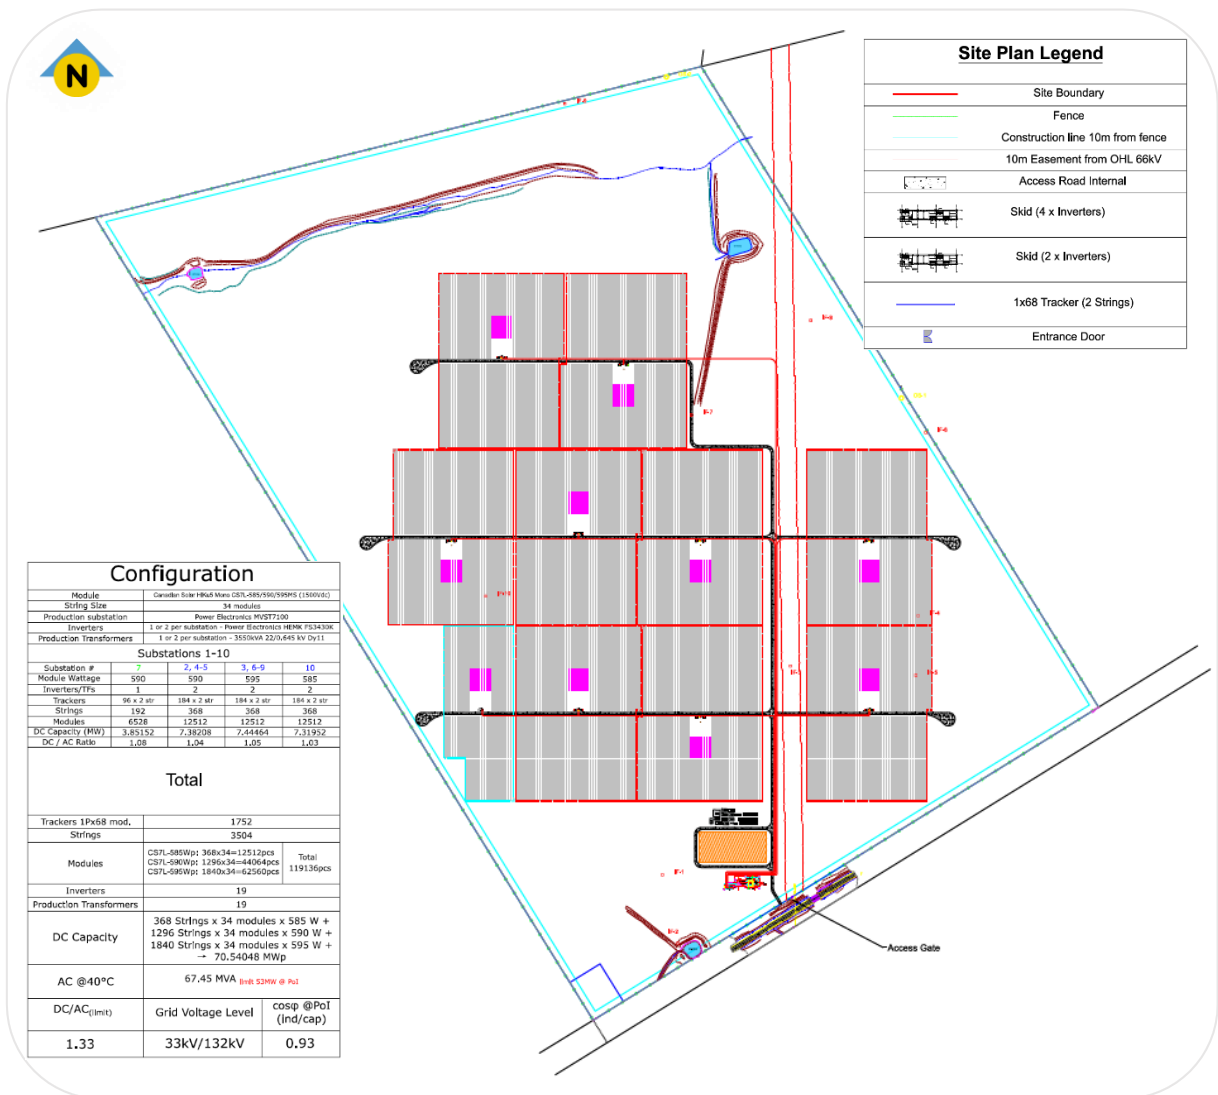 N
Site Plan Legend
Site Boundary
Fence
Construction line 10m from fence
10m Easement from OHL 66kV
Access Road Internal
Skid (4 x Inverters)
Skid (2 x Inverters)
1x68 Tracker (2 Strings)
Entrance Door
Access Gate
Configuration
Module Canadian Solar HiKu6 Mono CS7L-585/590/595MS (1500Vdc)
String Size 34 modules
Production substation Power Electronics MVST7100
Inverters 1 or 2 per substation - Power Electronics HEMK FS3430K
Production Transformers 1 or 2 per substation - 3550kVA 22/0,645 kV Dy11
Substations 1-10
Substation # 7 2, 4-5 3, 6-9 10
Module Wattage 590 590 595 585
Inverters/TFs 1 2 2 2
Trackers 96 x 2 str 184 x 2 str 184 x 2 str 184 x 2 str
Strings 192 368 368 368
Modules 6528 12512 12512 12512
DC Capacity (MW) 3.85152 7.38208 7.44464 7.31952
DC / AC Ratio 1.08 1.04 1.05 1.03
Total
Trackers 1Px68 mod. 1752
Strings 3504
Modules
CS7L-585Wp: 368x34=12512pcs
CS7L-590Wp: 1296x34=44064pcs
CS7L-595Wp: 1840x34=62560pcs
Total
119136pcs
Inverters 19
Production Transformers 19
DC Capacity
368 Strings x 34 modules x 585 W +
1296 Strings x 34 modules x 590 W +
1840 Strings x 34 modules x 595 W +
→ 70.54048 MWp
AC @40°C 67,45 MVA limit 53MW @ PoI
DC/AC(limit) Grid Voltage Level cosφ @PoI
(ind/cap)
1.33 33kV/132kV 0.93